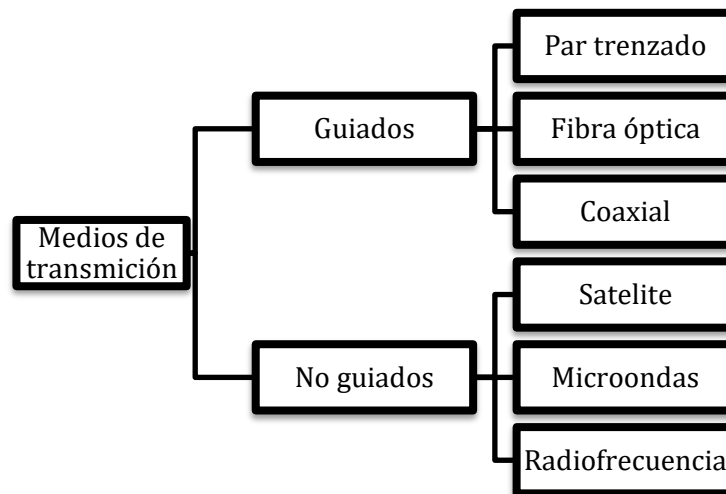 Medios de
transmición
Guiados
Par trenzado
Fibra óptica
Coaxial
No guiados
Satelite
Microondas
Radiofrecuencia